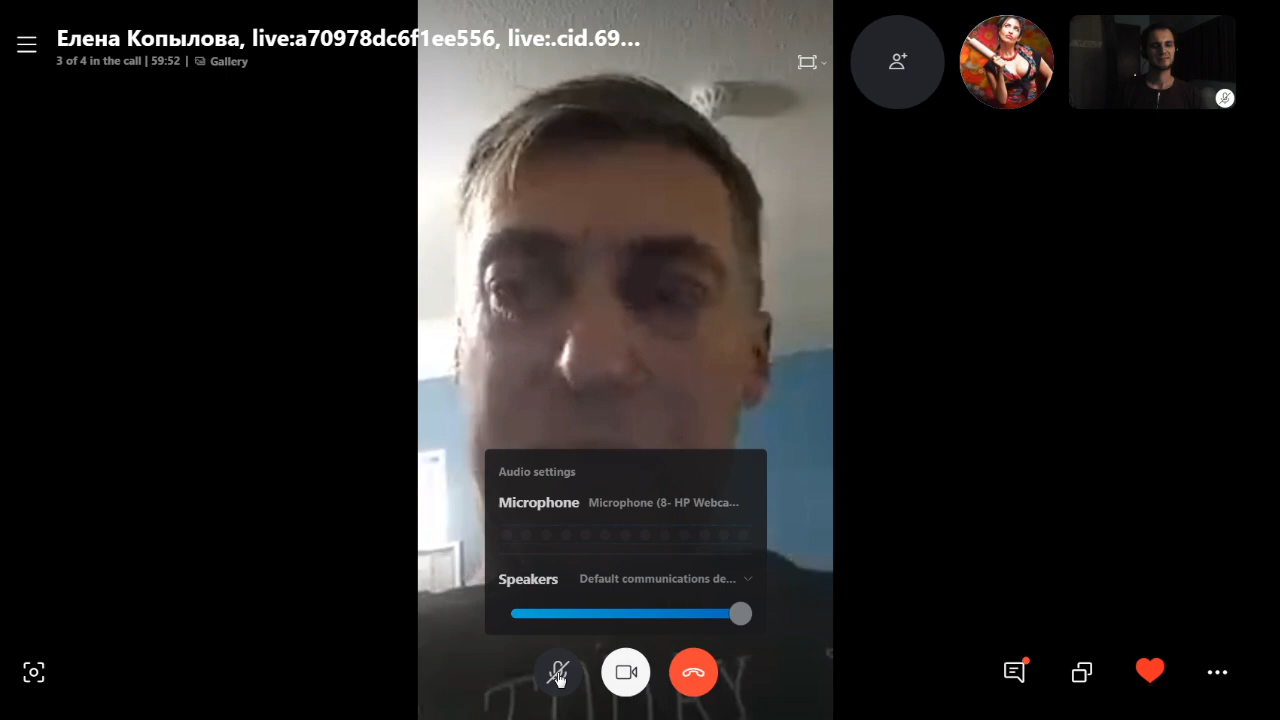 Елена Копылова, live:a70978dc6f1ee556, live:.cid.69...
3 of 4 in the call | 59:52 | Gallery
Audio settings
Microphone Microphone (8- HP Webca...
Speakers Default communications de...